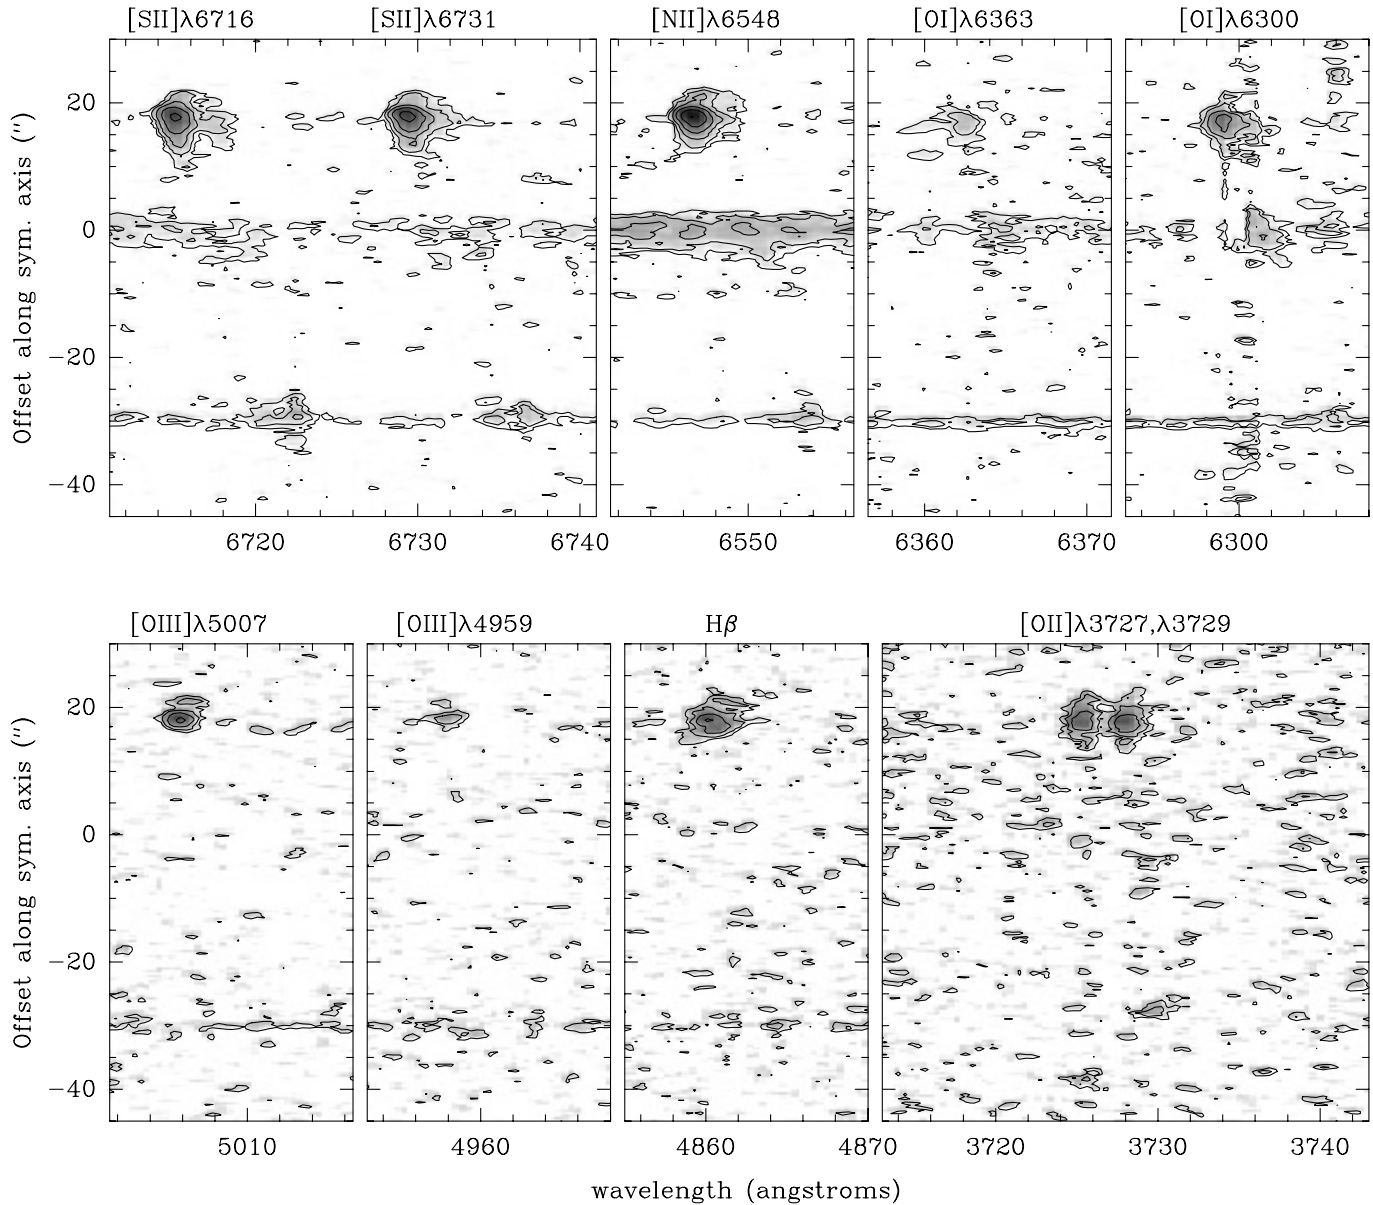 [SII]λ6716 [SII]λ6731 [NII]λ6548 [OI]λ6363 [OI]λ6300
Offset along sym. axis (″)
20
0
−20
−40
6720 6730 6740 6550 6360 6370 6300
[OIII]λ5007 [OIII]λ4959 Hβ [OII]λ3727,λ3729
Offset along sym. axis (″)
20
0
−20
−40
5010 4960 4860 4870 3720 3730 3740
wavelength (angstroms)